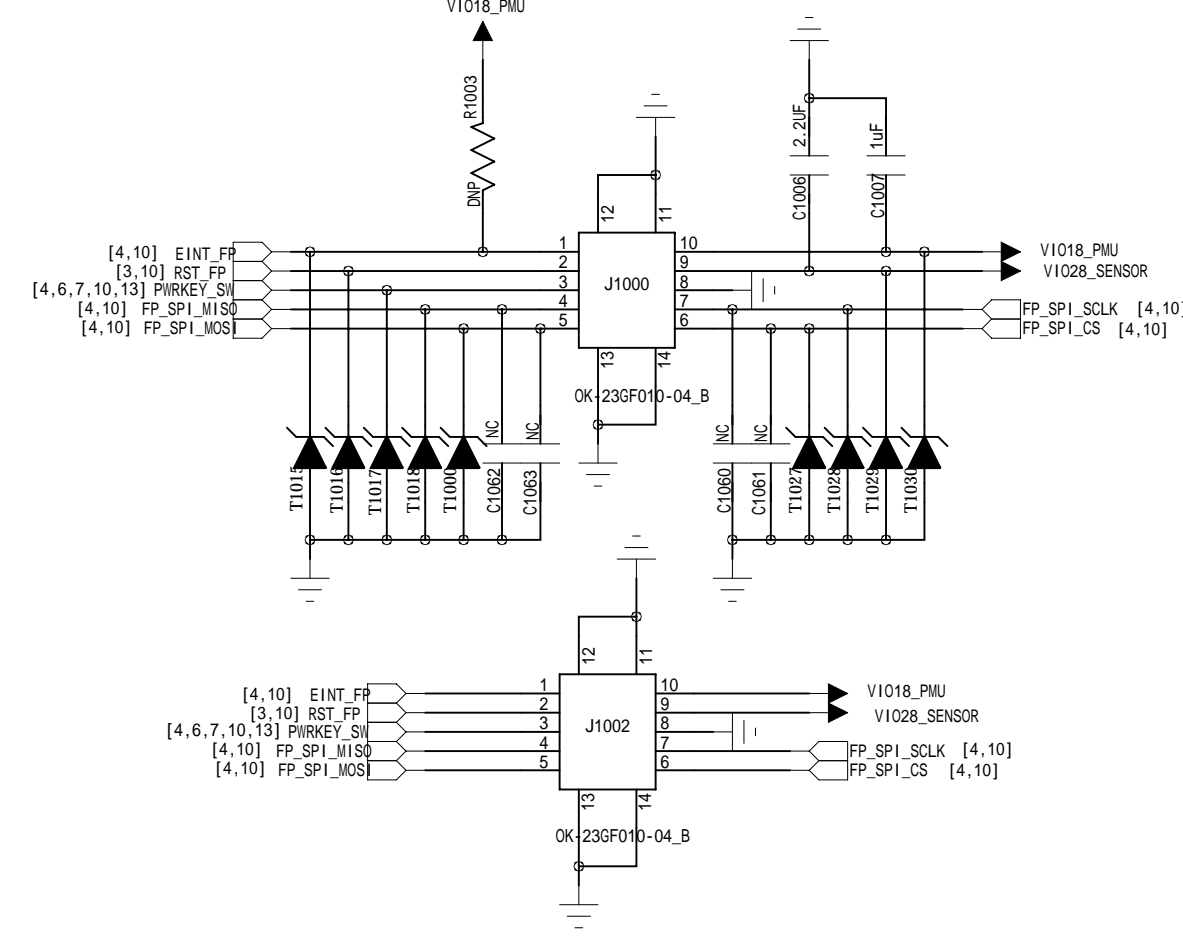 VIO18_PMU
R1003
DNP
2.2UF
1uF
C1006
C1007
12
11
[4,10] EINT_FP
[3,10] RST_FP
[4,6,7,10,13] PWRKEY_SW
[4,10] FP_SPI_MISO
[4,10] FP_SPI_MOSI
1
2
3
4
5
J1000
10
9
8
7
6
VIO18_PMU
VIO28_SENSOR
FP_SPI_SCLK [4,10]
FP_SPI_CS [4,10]
13
14
OK-23GF010-04_B
T1015
T1016
T1017
T1018
T1000
NC
C1062
NC
C1063
NC
C1060
NC
C1061
T1027
T1028
T1029
T1030
12
11
[4,10] EINT_FP
[3,10] RST_FP
[4,6,7,10,13] PWRKEY_SW
[4,10] FP_SPI_MISO
[4,10] FP_SPI_MOSI
1
2
3
4
5
J1002
10
9
8
7
6
VIO18_PMU
VIO28_SENSOR
FP_SPI_SCLK [4,10]
FP_SPI_CS [4,10]
13
14
OK-23GF010-04_B